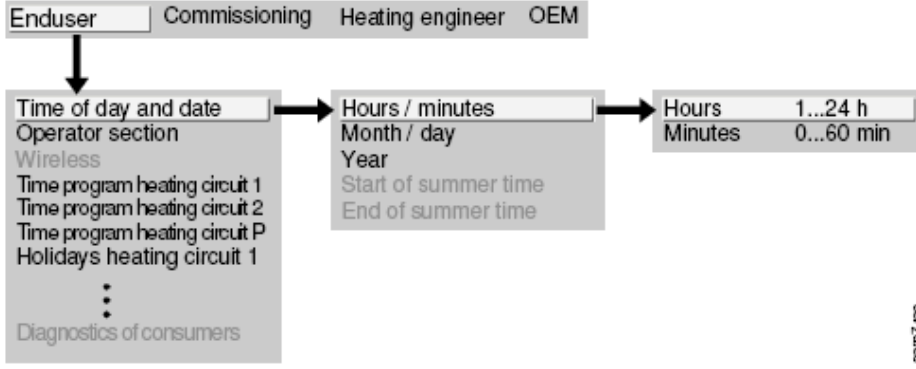 Enduser Commissioning Heating engineer OEM
Time of day and date
Operator section
Wireless
Time program heating circuit 1
Time program heating circuit 2
Time program heating circuit P
Holidays heating circuit 1
Diagnostics of consumers
Hours / minutes
Month / day
Year
Start of summer time
End of summer time
Hours 1...24 h
Minutes 0...60 min